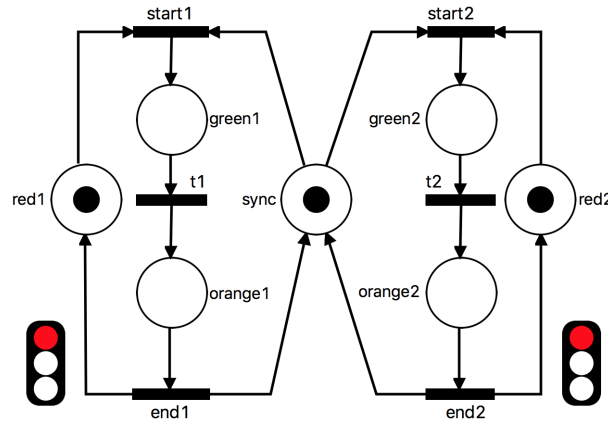 start1
start2
green1
green2
t1
t2
red1
sync
red2
orange1
orange2
end1
end2